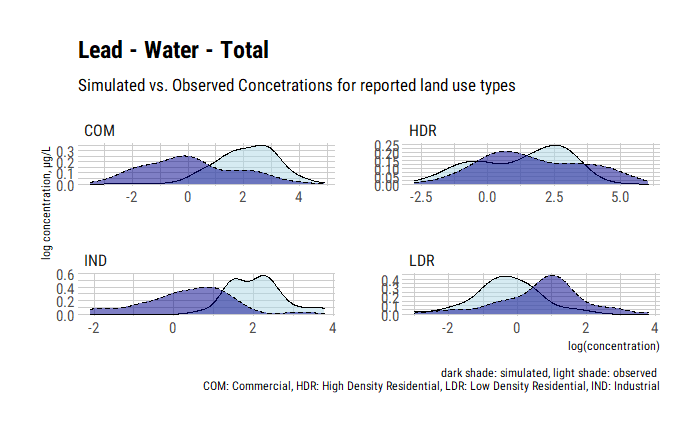 Lead - Water - Total
Simulated vs. Observed Concetrations for reported land use types
COM
HDR
log concentration, µg/L
0.3
0.2
0.1
0.0
-2 0 2 4
0.25
0.20
0.15
0.10
0.05
0.00
-2.5 0.0 2.5 5.0
IND
LDR
0.6
0.4
0.2
0.0
-2 0 2 4
0.4
0.3
0.2
0.1
0.0
-2 0 2 4
log(concentration)
dark shade: simulated, light shade: observed
COM: Commercial, HDR: High Density Residential, LDR: Low Density Residential, IND: Industrial